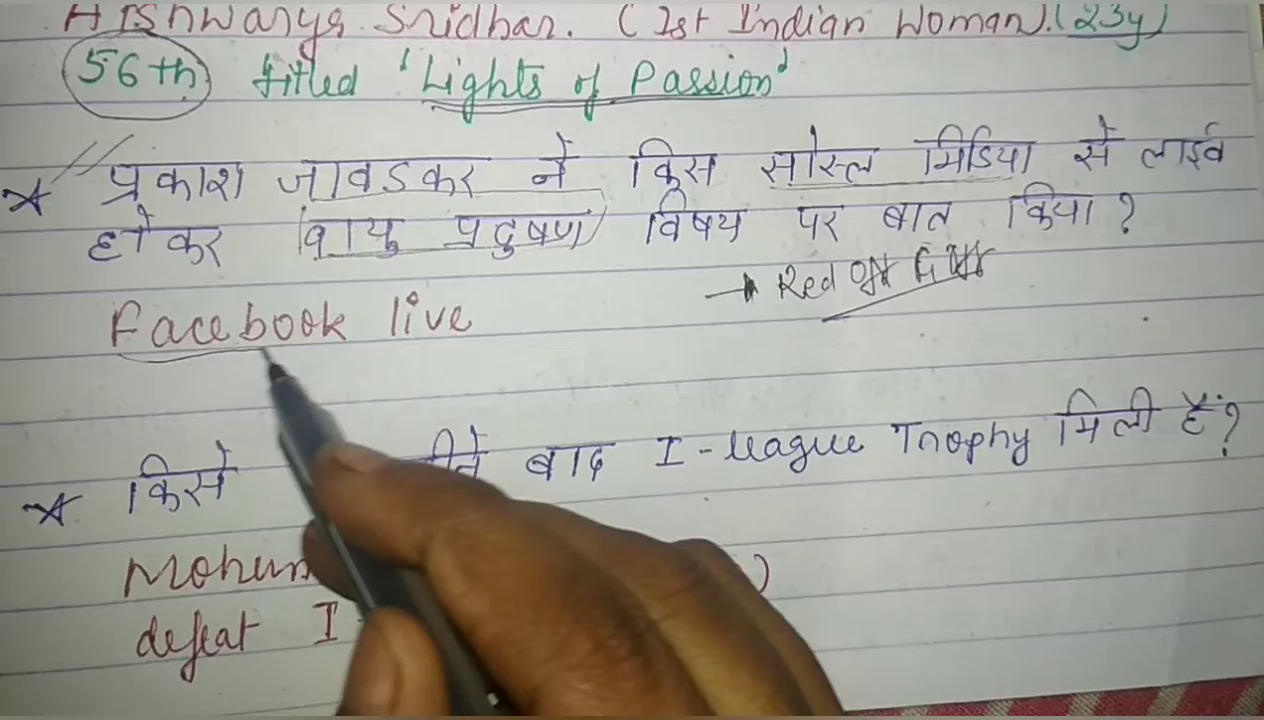 Aishwarya Sridhar. (1st Indian Woman).(23y)
56th titled 'Lights of Passion'
* प्रकाश जावडकर ने किस सोस्ल मिडिया से लाईव
होकर (वायु प्रदुषण) विषय पर बात किया?
→ Red
Facebook live
* किसे बाद I-league Trophy मिली है?
Mohun )
defeat I